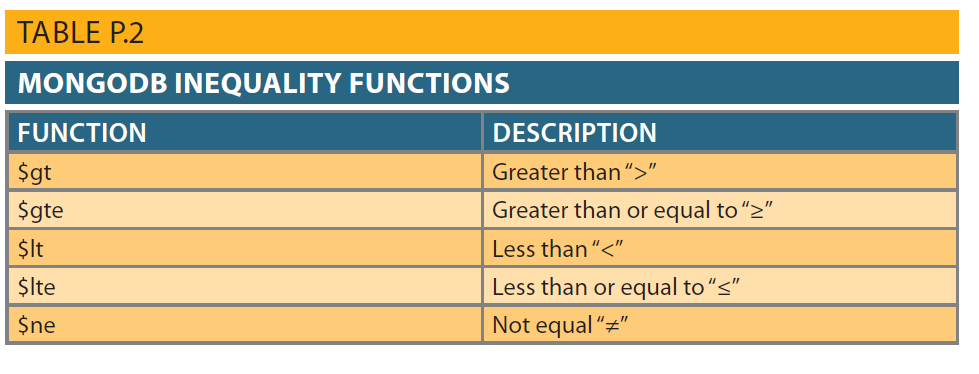 TABLE P.2
MONGODB INEQUALITY FUNCTIONS
FUNCTION DESCRIPTION
$gt Greater than “>”
$gte Greater than or equal to “≥”
$lt Less than “<”
$lte Less than or equal to “≤”
$ne Not equal “≠”